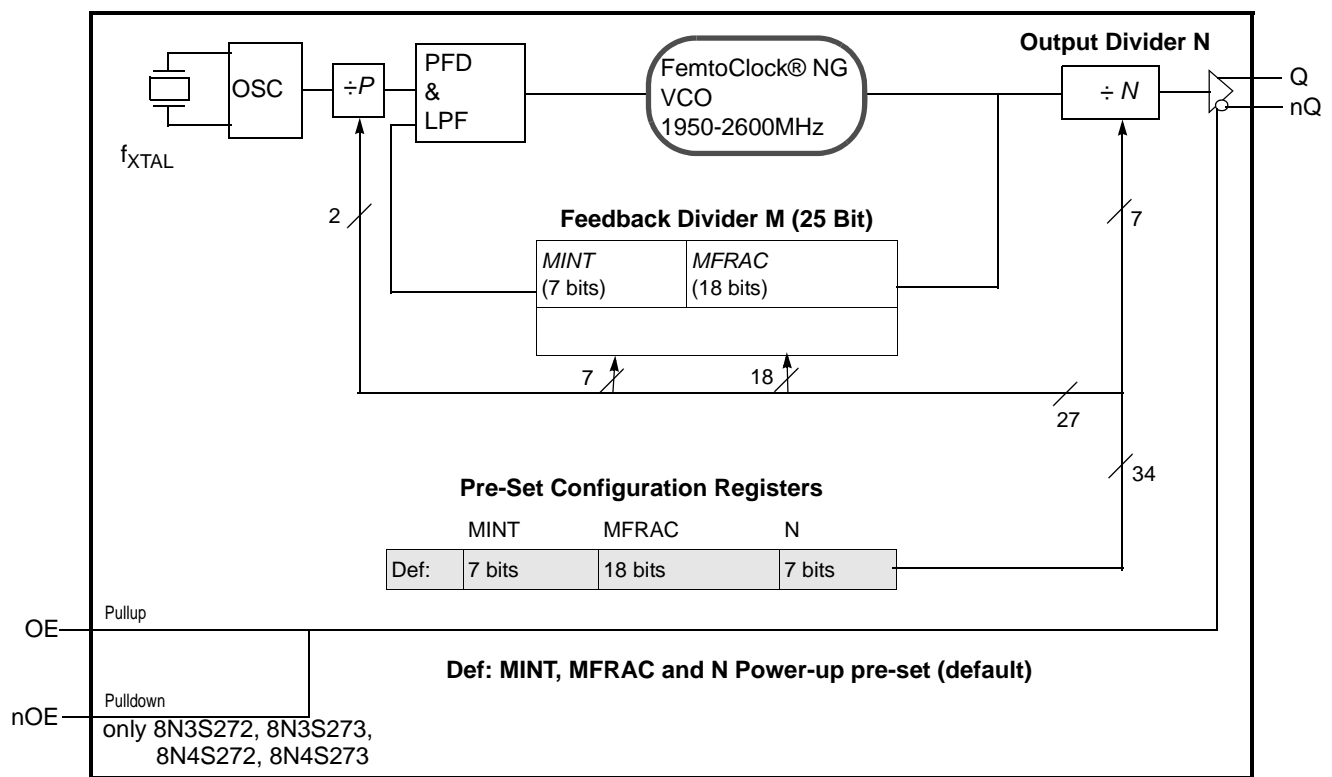 Output Divider N
OSC
÷P
PFD
&
LPF
FemtoClock® NG
VCO
1950-2600MHz
÷ N
Q
nQ
fXTAL
2
Feedback Divider M (25 Bit)
7
MINT
(7 bits)
MFRAC
(18 bits)
7
18
27
34
Pre-Set Configuration Registers
MINT MFRAC N
Def: 7 bits 18 bits 7 bits
Pullup
OE
Def: MINT, MFRAC and N Power-up pre-set (default)
Pulldown
nOE
only 8N3S272, 8N3S273,
8N4S272, 8N4S273